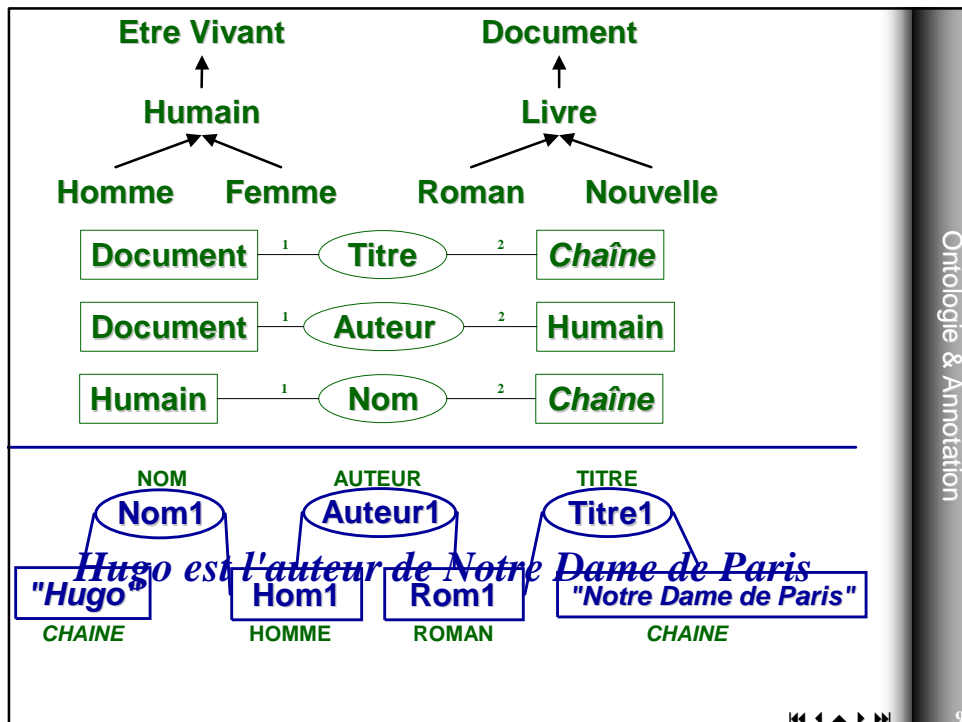 Etre Vivant Document
Humain Livre
Homme Femme Roman Nouvelle
Document 1 Titre 2 Chaîne
Document 1 Auteur 2 Humain
Humain 1 Nom 2 Chaîne
NOM AUTEUR TITRE
Nom1 Auteur1 Titre1
Hugo est l'auteur de Notre Dame de Paris
"Hugo" Hom1 Rom1 "Notre Dame de Paris"
CHAINE HOMME ROMAN CHAINE
Ontologie & Annotation